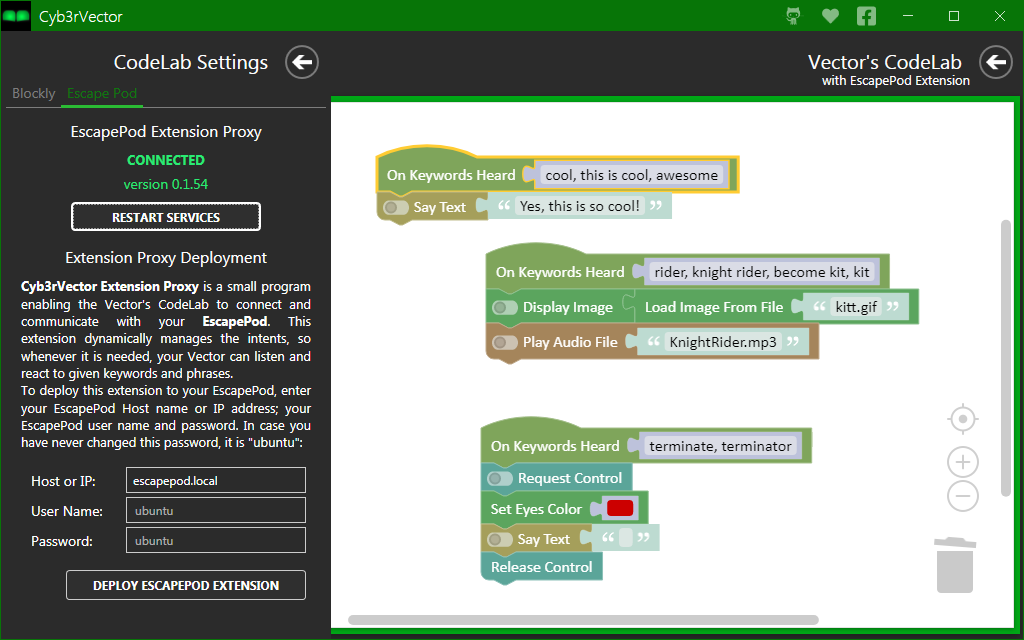 Cyb3rVector
CodeLab Settings
Blockly Escape Pod
EscapePod Extension Proxy
CONNECTED
version 0.1.54
RESTART SERVICES
Extension Proxy Deployment
Cyb3rVector Extension Proxy is a small program
enabling the Vector's CodeLab to connect and
communicate with your EscapePod. This
extension dynamically manages the intents, so
whenever it is needed, your Vector can listen and
react to given keywords and phrases.
To deploy this extension to your EscapePod, enter
your EscapePod Host name or IP address; your
EscapePod user name and password. In case you
have never changed this password, it is "ubuntu":
Host or IP: escapepod.local
User Name: ubuntu
Password: ubuntu
DEPLOY ESCAPEPOD EXTENSION
Vector's CodeLab
with EscapePod Extension
On Keywords Heard cool, this is cool, awesome
Say Text “ Yes, this is so cool! ”
On Keywords Heard rider, knight rider, become kit, kit
Display Image Load Image From File “ kitt.gif ”
Play Audio File “ KnightRider.mp3 ”
On Keywords Heard terminate, terminator
Request Control
Set Eyes Color
Say Text “ ”
Release Control